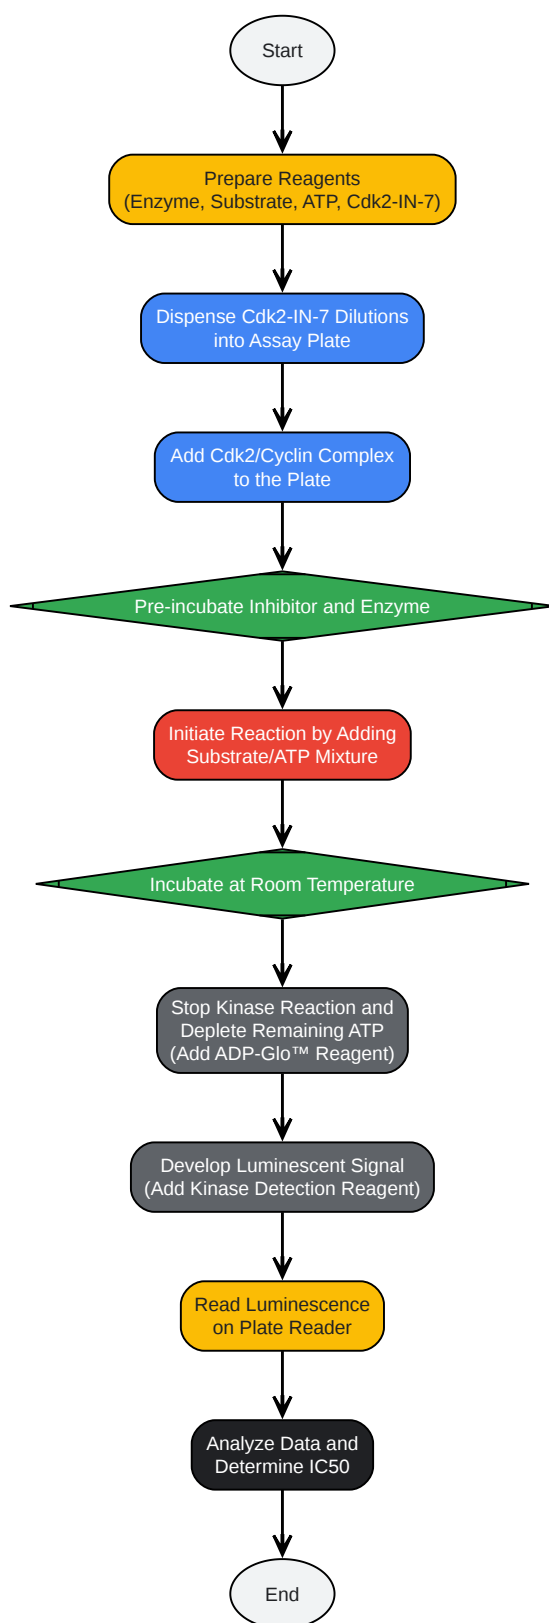 Start
Prepare Reagents
(Enzyme, Substrate, ATP, Cdk2-IN-7)
Dispense Cdk2-IN-7 Dilutions
into Assay Plate
Add Cdk2/Cyclin Complex
to the Plate
Pre-incubate Inhibitor and Enzyme
Initiate Reaction by Adding
Substrate/ATP Mixture
Incubate at Room Temperature
Stop Kinase Reaction and
Deplete Remaining ATP
(Add ADP-Glo™ Reagent)
Develop Luminescent Signal
(Add Kinase Detection Reagent)
Read Luminescence
on Plate Reader
Analyze Data and
Determine IC50
End